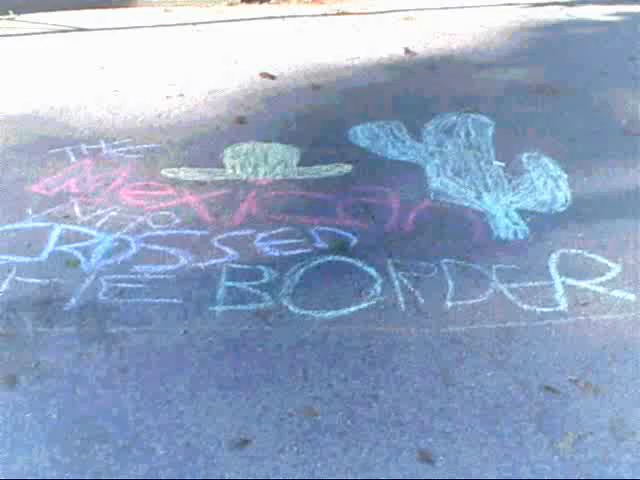 THE
Mexican
WHO
CROSSED
THE BORDER